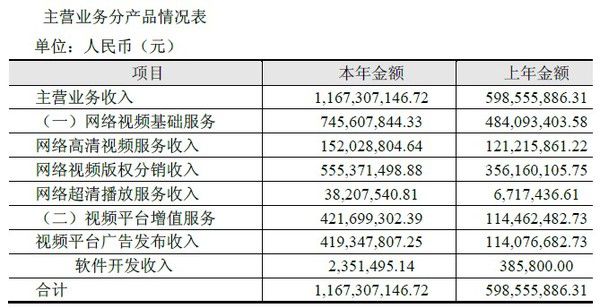 主营业务分产品情况表
单位：人民币（元）
项目 本年金额 上年金额
主营业务收入 1,167,307,146.72 598,555,886.31
（一）网络视频基础服务 745,607,844.33 484,093,403.58
网络高清视频服务收入 152,028,804.64 121,215,861.22
网络视频版权分销收入 555,371,498.88 356,160,105.75
网络超清播放服务收入 38,207,540.81 6,717,436.61
（二）视频平台增值服务 421,699,302.39 114,462,482.73
视频平台广告发布收入 419,347,807.25 114,076,682.73
软件开发收入 2,351,495.14 385,800.00
合计 1,167,307,146.72 598,555,886.31